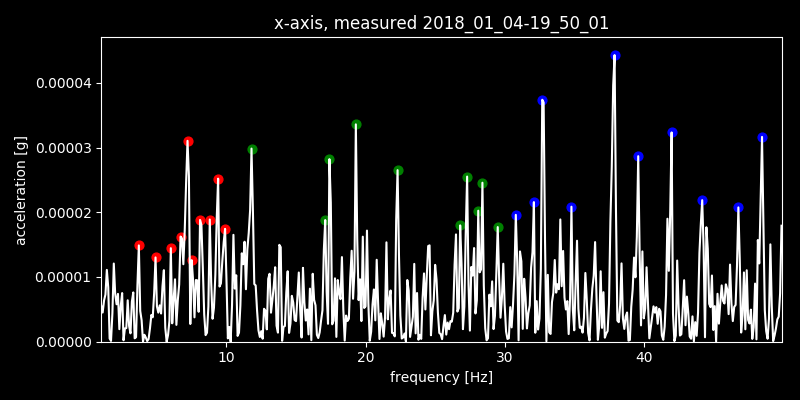 x-axis, measured 2018_01_04-19_50_01
acceleration [g]
0.00004
0.00003
0.00002
0.00001
0.00000
10 20 30 40
frequency [Hz]